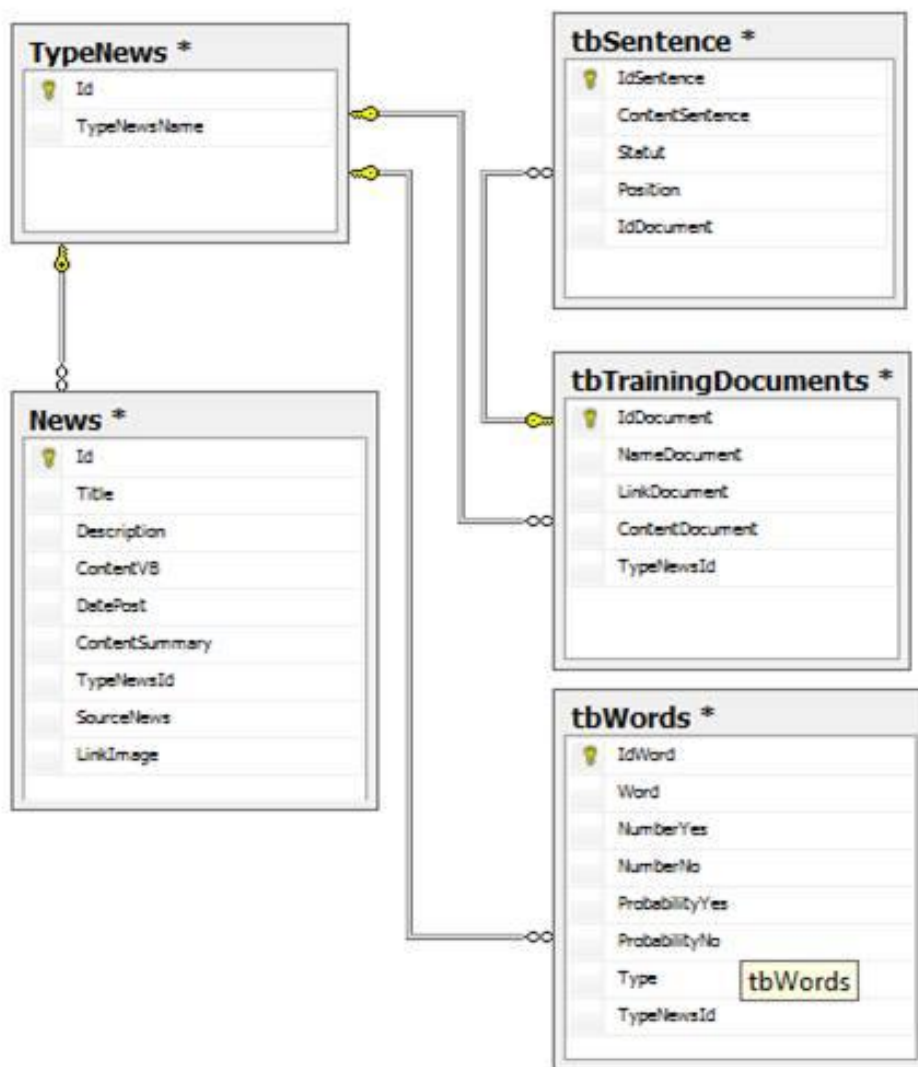 TypeNews *
Id
TypeNewsName
News *
Id
Title
Description
ContentVB
DatePost
ContentSummary
TypeNewsId
SourceNews
LinkImage
tbSentence *
IdSentence
ContentSentence
Statut
Position
IdDocument
tbTrainingDocuments *
IdDocument
NameDocument
LinkDocument
ContentDocument
TypeNewsId
tbWords *
IdWord
Word
NumberYes
NumberNo
ProbabilityYes
ProbabilityNo
Type
tbWords
TypeNewsId